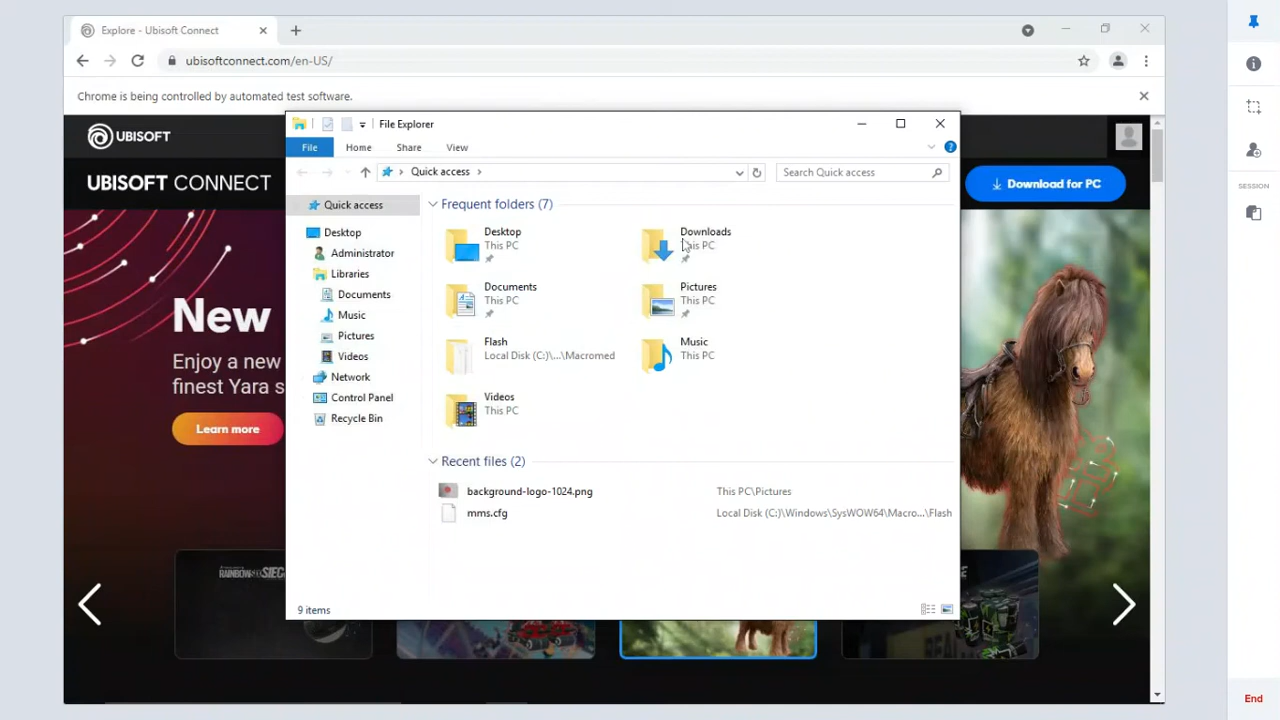 Explore - Ubisoft Connect
ubisoftconnect.com/en-US/
Chrome is being controlled by automated test software.
UBISOFT
UBISOFT CONNECT
Download for PC
New
Enjoy a new
finest Yara s
Learn more
File Explorer
File Home Share View
Quick access
Search Quick access
Quick access
Desktop
Administrator
Libraries
Documents
Music
Pictures
Videos
Network
Control Panel
Recycle Bin
Frequent folders (7)
Desktop
This PC
Downloads
This PC
Documents
This PC
Pictures
This PC
Flash
Local Disk (C:)\...\Macromed
Music
This PC
Videos
This PC
Recent files (2)
background-logo-1024.png This PC\Pictures
mms.cfg Local Disk (C:)\Windows\SysWOW64\Macro...\Flash
9 items
SESSION
End